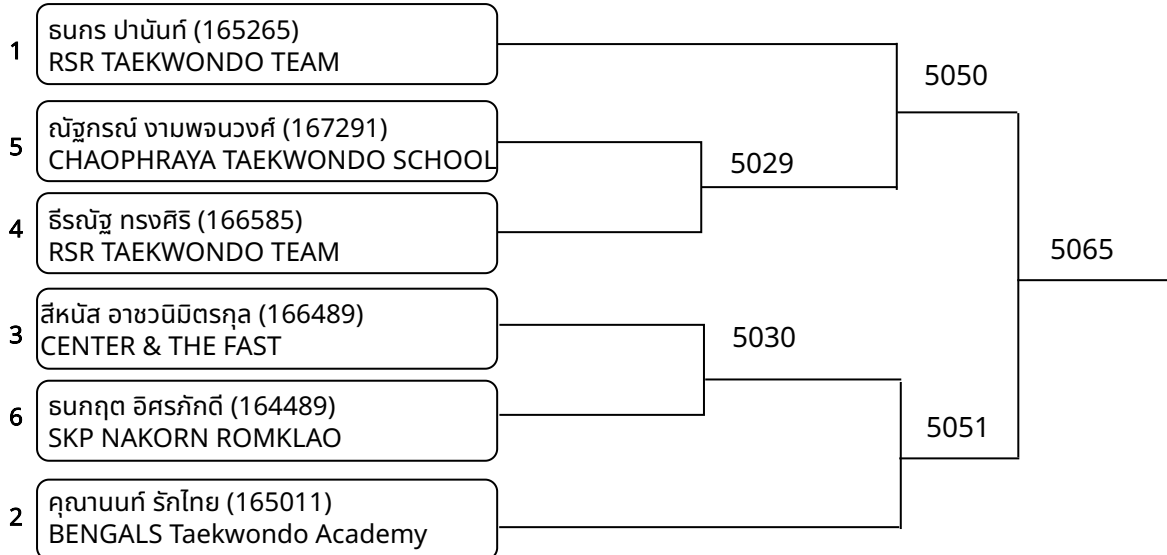 1
ธนกร ปานันท์ (165265)
RSR TAEKWONDO TEAM
5050
5
ณัฐกรณ์ งามพจนวงศ์ (167291)
CHAOPHRAYA TAEKWONDO SCHOOL
5029
4
ธีรณัฐ ทรงศิริ (166585)
RSR TAEKWONDO TEAM
5065
3
สีหนัส อาชวนิมิตรกุล (166489)
CENTER & THE FAST
5030
6
ธนกฤต อิศรภักดี (164489)
SKP NAKORN ROMKLAO
5051
2
คุณานนท์ รักไทย (165011)
BENGALS Taekwondo Academy